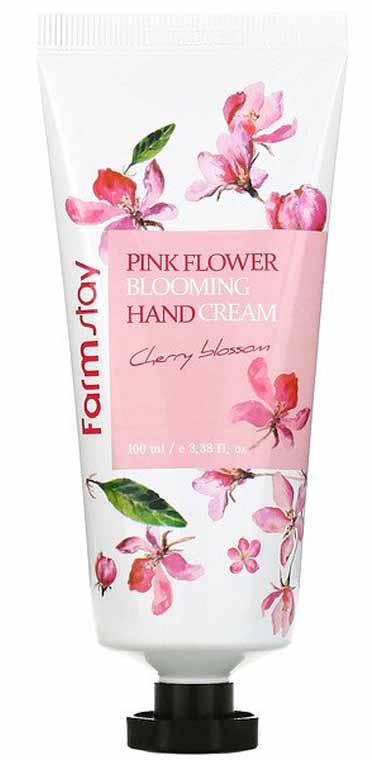 Farmstay
PINK FLOWER
BLOOMING
HAND CREAM
Cherry blossom
100 ml / e 3.38 fl. oz